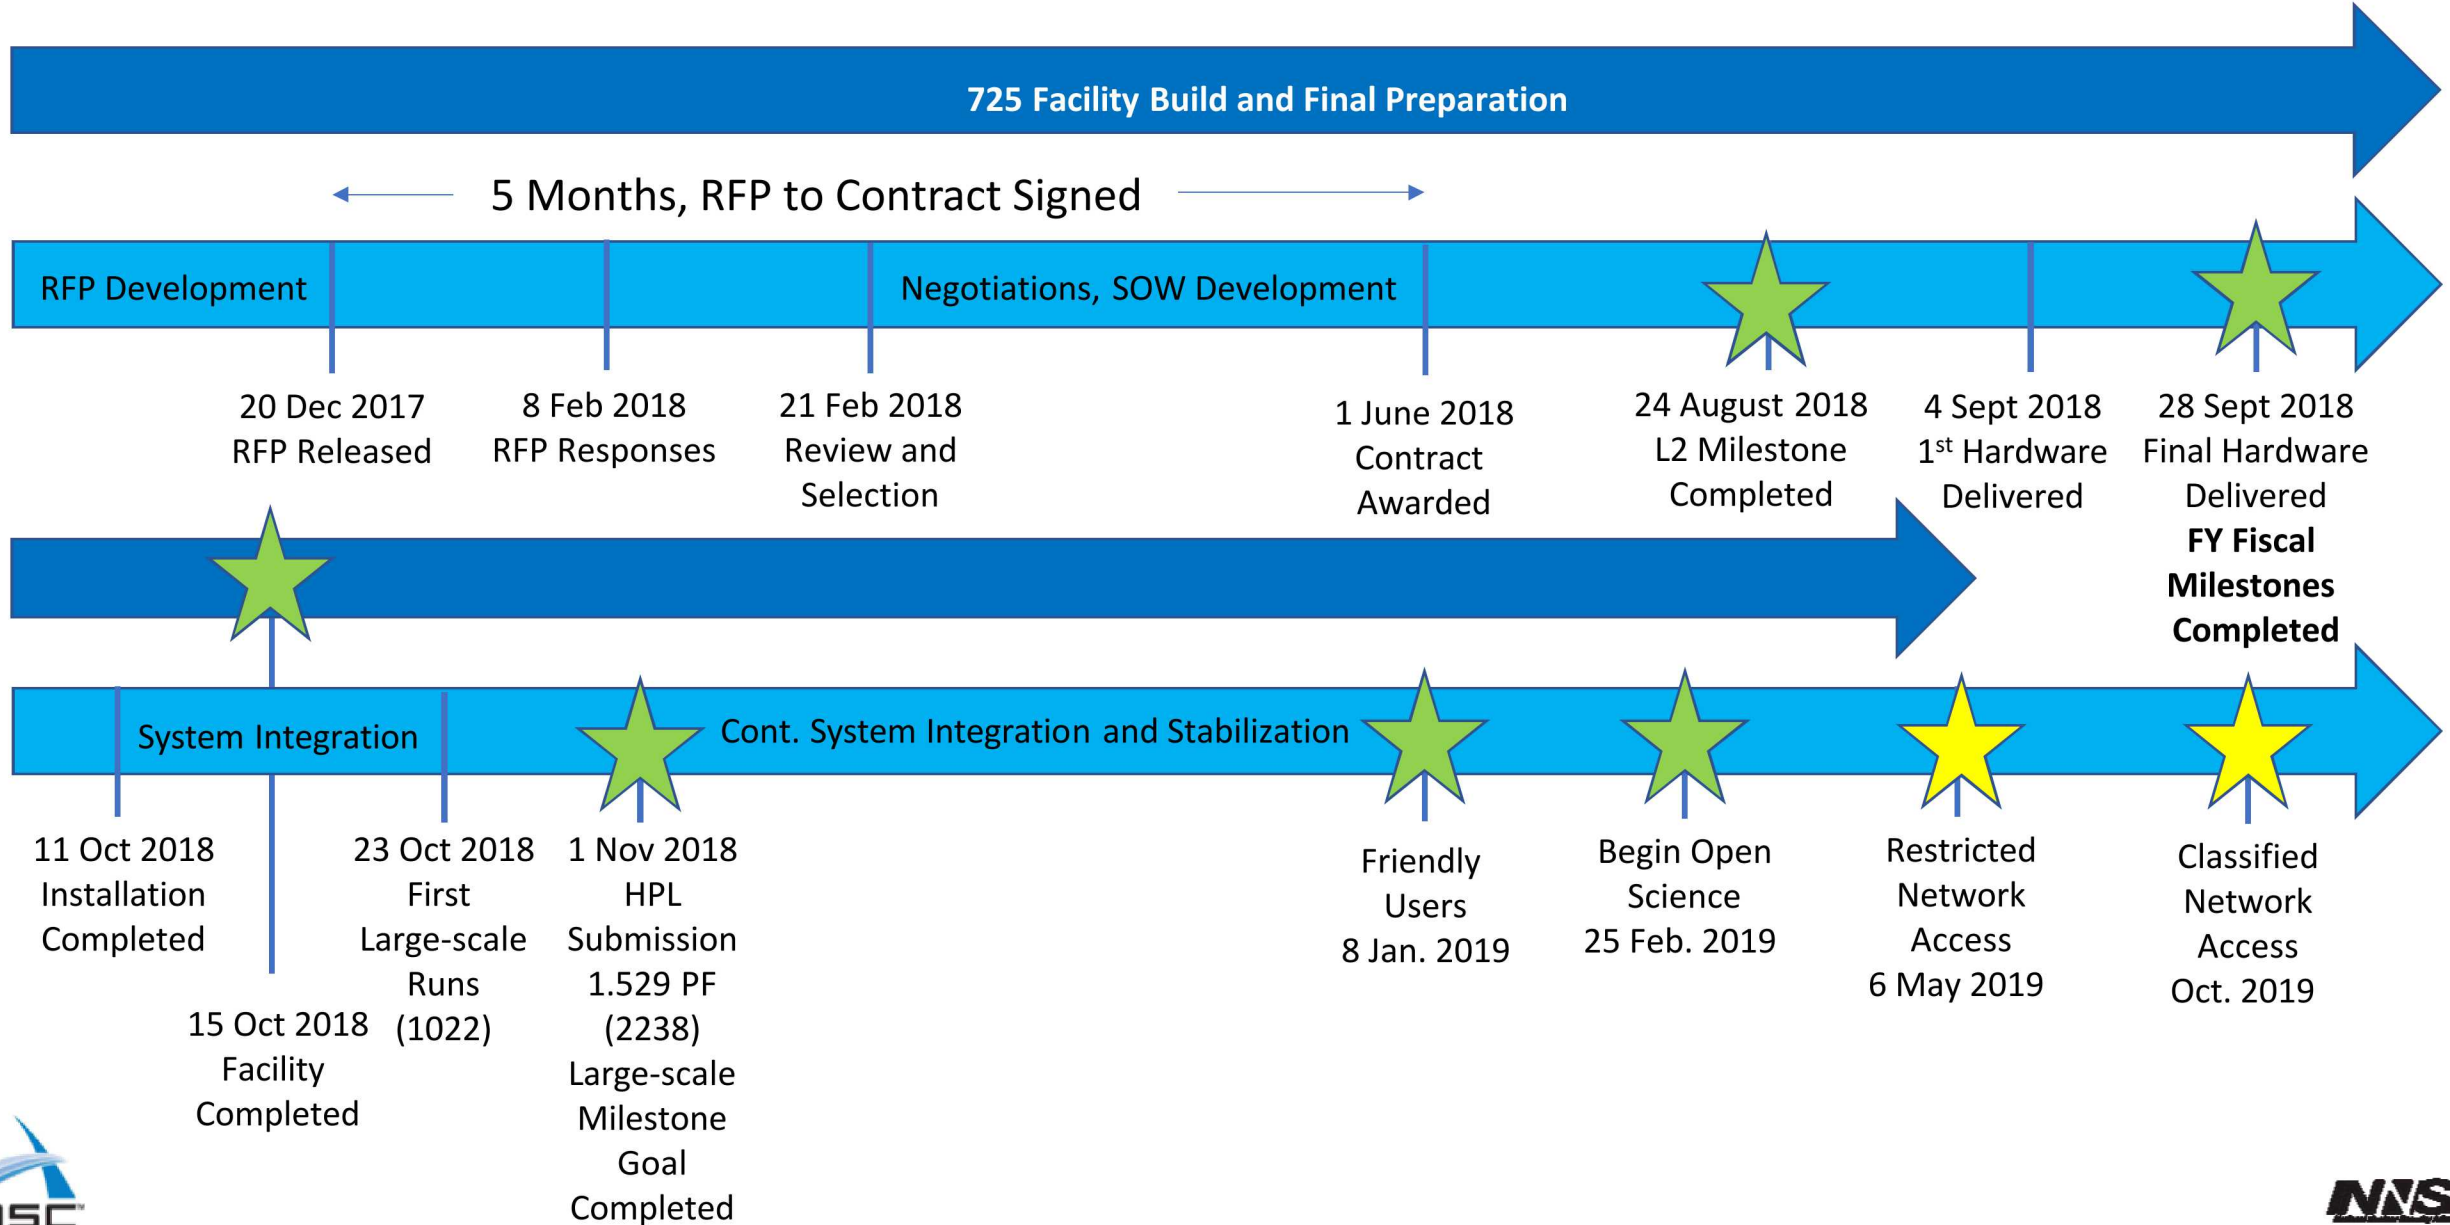 725 Facility Build and Final Preparation
5 Months, RFP to Contract Signed
RFP Development
Negotiations, SOW Development
20 Dec 2017
RFP Released
8 Feb 2018
RFP Responses
21 Feb 2018
Review and
Selection
1 June 2018
Contract
Awarded
24 August 2018
L2 Milestone
Completed
4 Sept 2018
1st Hardware
Delivered
28 Sept 2018
Final Hardware
Delivered
FY Fiscal
Milestones
Completed
System Integration
Cont. System Integration and Stabilization
11 Oct 2018
Installation
Completed
15 Oct 2018
Facility
Completed
23 Oct 2018
First
Large-scale
Runs
(1022)
1 Nov 2018
HPL
Submission
1.529 PF
(2238)
Large-scale
Milestone
Goal
Completed
Friendly
Users
8 Jan. 2019
Begin Open
Science
25 Feb. 2019
Restricted
Network
Access
6 May 2019
Classified
Network
Access
Oct. 2019
NNS